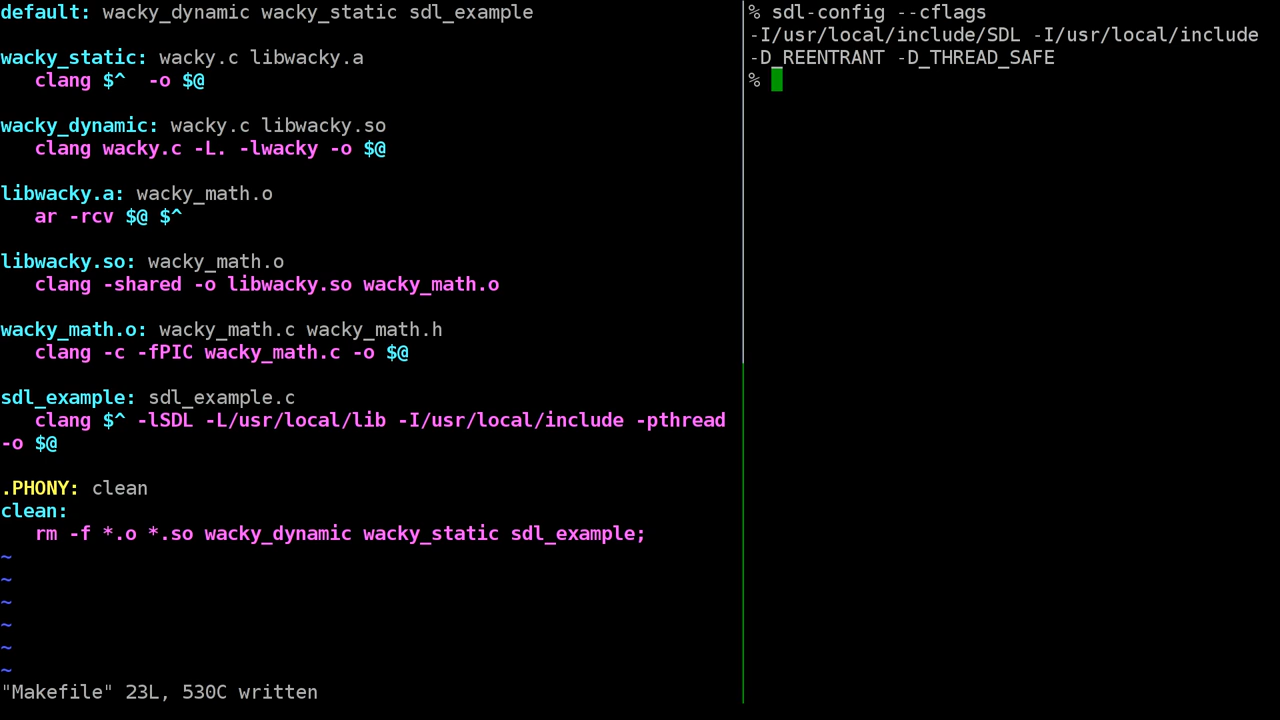 default: wacky_dynamic wacky_static sdl_example
wacky_static: wacky.c libwacky.a
clang $^  -o $@
wacky_dynamic: wacky.c libwacky.so
clang wacky.c -L. -lwacky -o $@
libwacky.a: wacky_math.o
ar -rcv $@ $^
libwacky.so: wacky_math.o
clang -shared -o libwacky.so wacky_math.o
wacky_math.o: wacky_math.c wacky_math.h
clang -c -fPIC wacky_math.c -o $@
sdl_example: sdl_example.c
clang $^ -lSDL -L/usr/local/lib -I/usr/local/include -pthread
-o $@
.PHONY: clean
clean:
rm -f *.o *.so wacky_dynamic wacky_static sdl_example;
~
~
~
~
~
~
"Makefile" 23L, 530C written
% sdl-config --cflags
-I/usr/local/include/SDL -I/usr/local/include
-D_REENTRANT -D_THREAD_SAFE
%